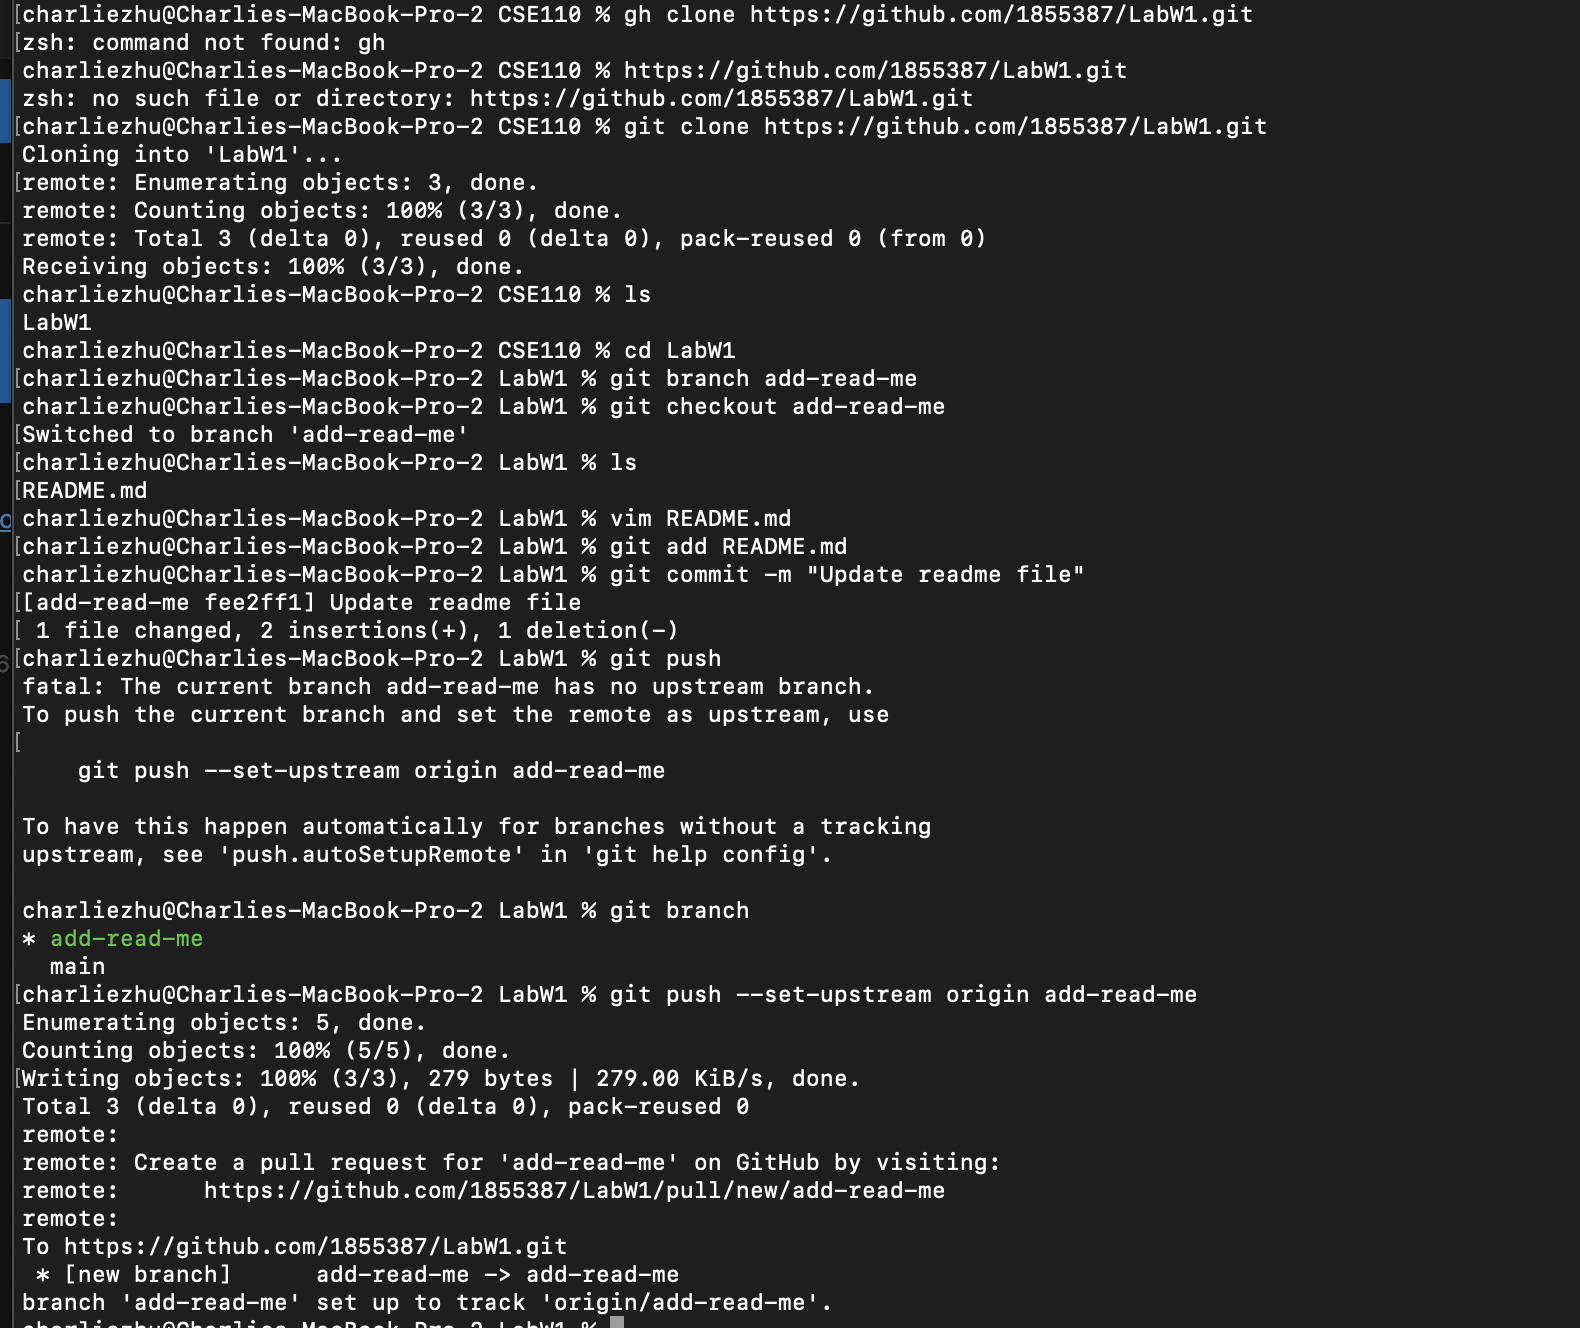 [charliezhu@Charlies-MacBook-Pro-2 CSE110 % gh clone https://github.com/1855387/LabW1.git
[zsh: command not found: gh
charliezhu@Charlies-MacBook-Pro-2 CSE110 % https://github.com/1855387/LabW1.git
zsh: no such file or directory: https://github.com/1855387/LabW1.git
[charliezhu@Charlies-MacBook-Pro-2 CSE110 % git clone https://github.com/1855387/LabW1.git
Cloning into 'LabW1'...
[remote: Enumerating objects: 3, done.
remote: Counting objects: 100% (3/3), done.
remote: Total 3 (delta 0), reused 0 (delta 0), pack-reused 0 (from 0)
Receiving objects: 100% (3/3), done.
charliezhu@Charlies-MacBook-Pro-2 CSE110 % ls
LabW1
charliezhu@Charlies-MacBook-Pro-2 CSE110 % cd LabW1
[charliezhu@Charlies-MacBook-Pro-2 LabW1 % git branch add-read-me
charliezhu@Charlies-MacBook-Pro-2 LabW1 % git checkout add-read-me
[Switched to branch 'add-read-me'
[charliezhu@Charlies-MacBook-Pro-2 LabW1 % ls
[README.md
charliezhu@Charlies-MacBook-Pro-2 LabW1 % vim README.md
[charliezhu@Charlies-MacBook-Pro-2 LabW1 % git add README.md
charliezhu@Charlies-MacBook-Pro-2 LabW1 % git commit -m "Update readme file"
[[add-read-me fee2ff1] Update readme file
[ 1 file changed, 2 insertions(+), 1 deletion(-)
[charliezhu@Charlies-MacBook-Pro-2 LabW1 % git push
fatal: The current branch add-read-me has no upstream branch.
To push the current branch and set the remote as upstream, use
[
    git push --set-upstream origin add-read-me

To have this happen automatically for branches without a tracking
upstream, see 'push.autoSetupRemote' in 'git help config'.

charliezhu@Charlies-MacBook-Pro-2 LabW1 % git branch
* add-read-me
  main
[charliezhu@Charlies-MacBook-Pro-2 LabW1 % git push --set-upstream origin add-read-me
Enumerating objects: 5, done.
Counting objects: 100% (5/5), done.
[Writing objects: 100% (3/3), 279 bytes | 279.00 KiB/s, done.
Total 3 (delta 0), reused 0 (delta 0), pack-reused 0
remote:
remote: Create a pull request for 'add-read-me' on GitHub by visiting:
remote:      https://github.com/1855387/LabW1/pull/new/add-read-me
remote:
To https://github.com/1855387/LabW1.git
 * [new branch]      add-read-me -> add-read-me
branch 'add-read-me' set up to track 'origin/add-read-me'.
charliezhu@Charlies-MacBook-Pro-2 LabW1 %